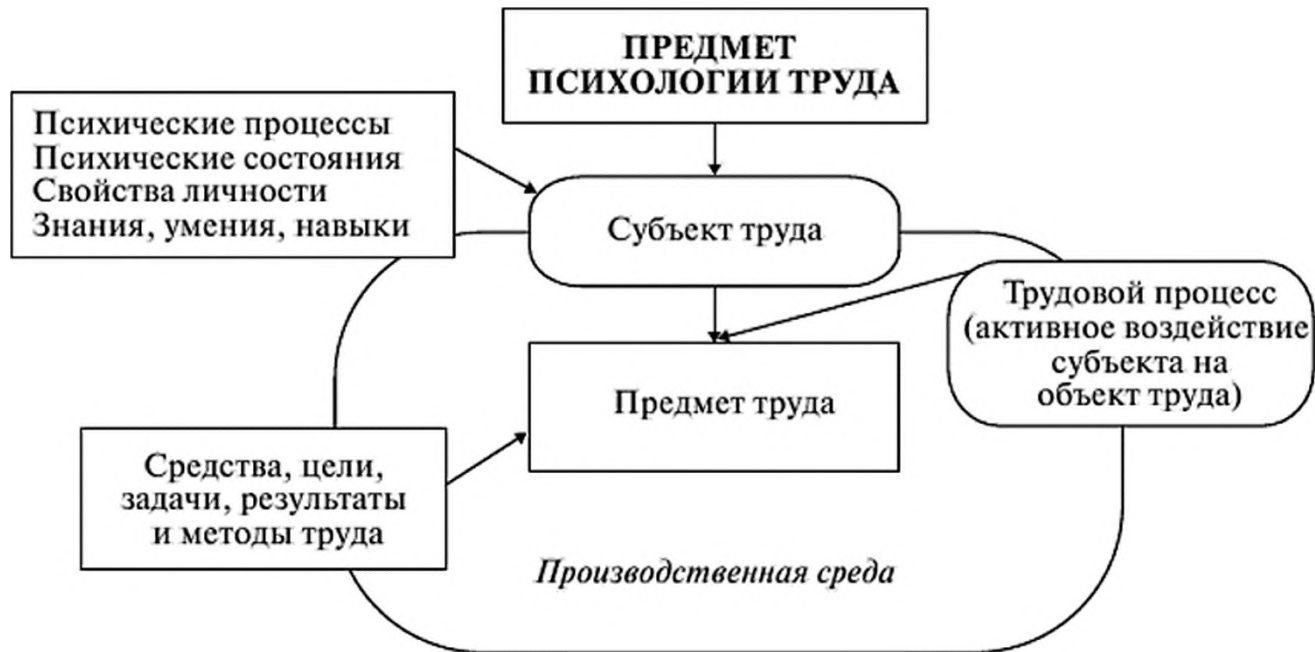 ПРЕДМЕТ
ПСИХОЛОГИИ ТРУДА
Психические процессы
Психические состояния
Свойства личности
Знания, умения, навыки
Субъект труда
Трудовой процесс
(активное воздействие
субъекта на
объект труда)
Предмет труда
Средства, цели,
задачи, результаты
и методы труда
Производственная среда